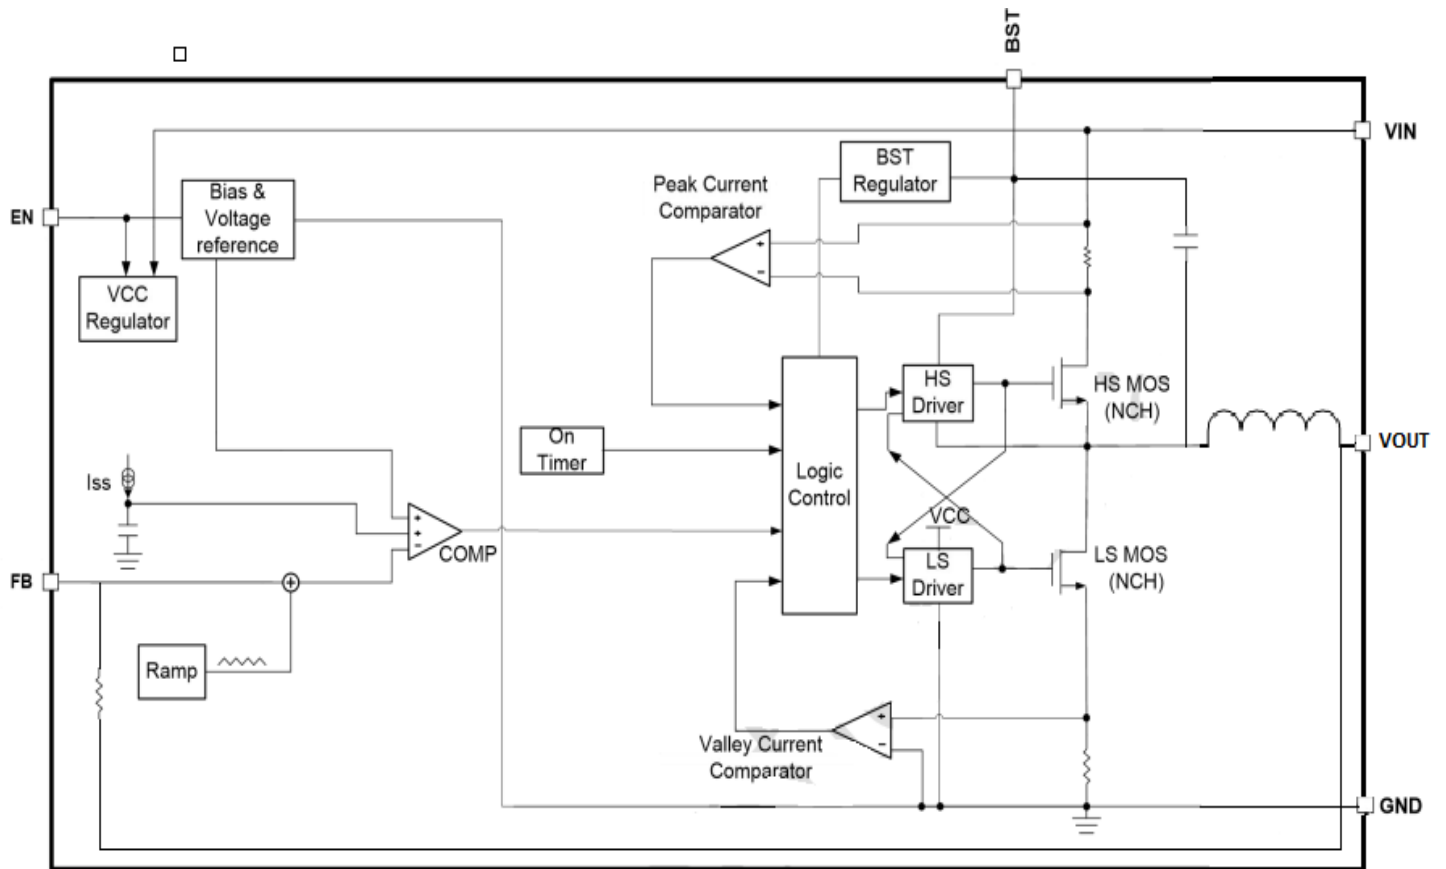 BST
VIN
BST
Regulator
Peak Current
Comparator
Bias &
Voltage
reference
EN
VCC
Regulator
HS
Driver
HS MOS
(NCH)
On
Timer
VOUT
Logic
Control
Iss
VCC
COMP
LS
Driver
LS MOS
(NCH)
FB
Ramp
Valley Current
Comparator
GND